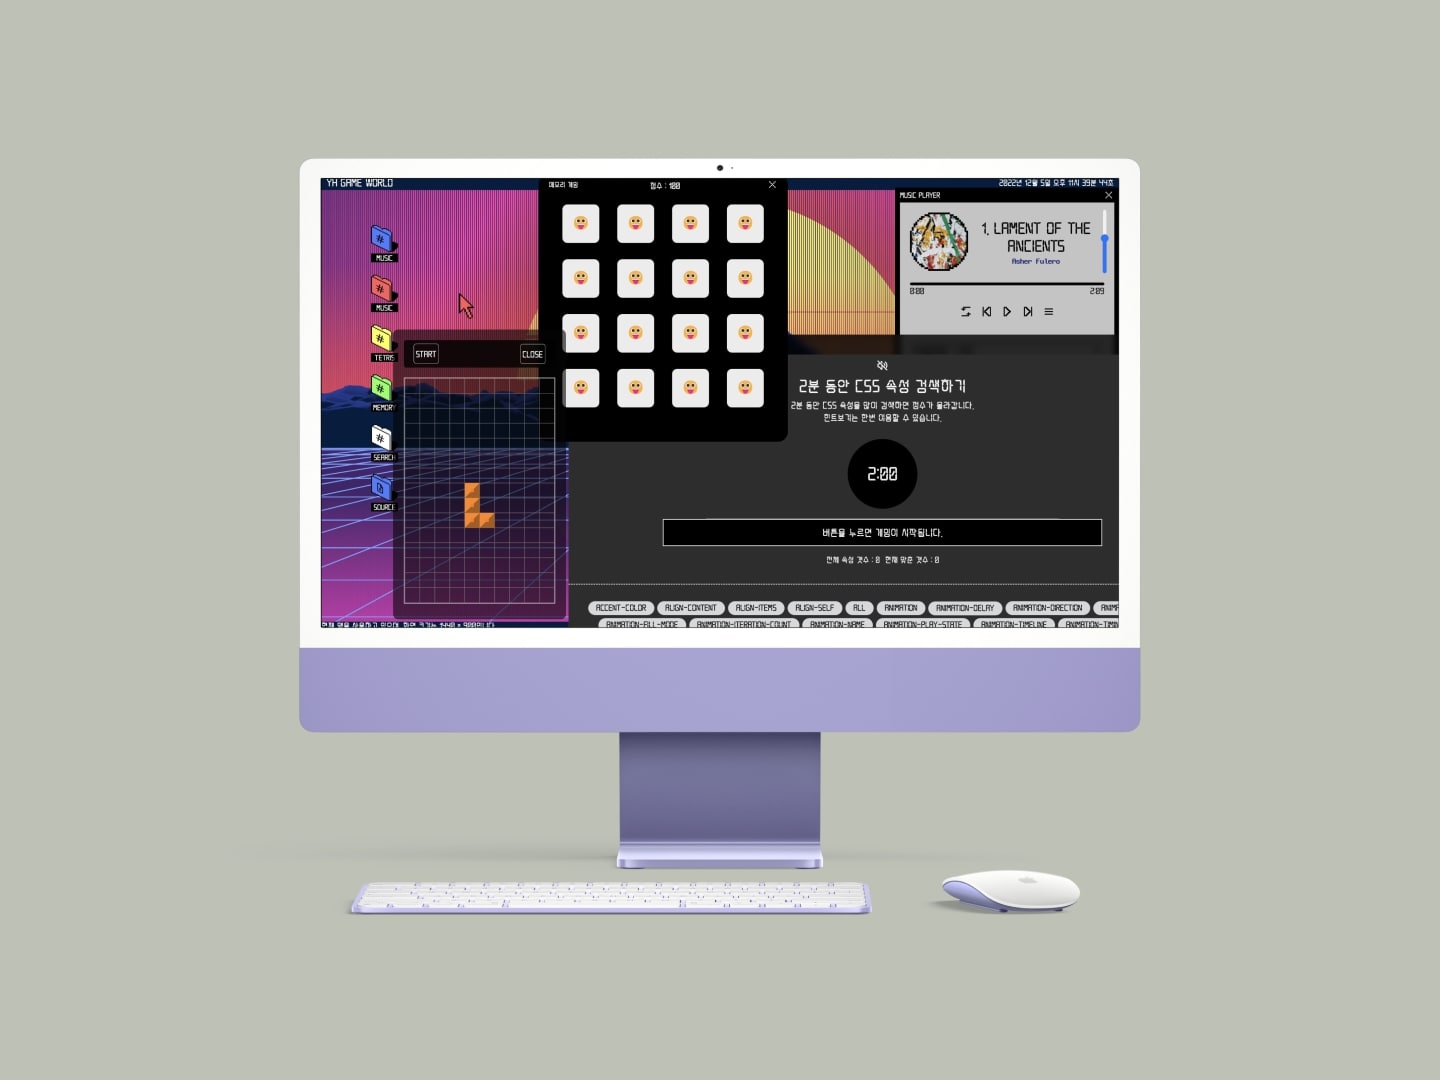 YH GAME WORLD
2022년 12월 5일 오후 11시 39분 44초
메모리 게임
점수 : 100
MUSIC PLAYER
1. LAMENT OF THE
ANCIENTS
Asher Fulero
0:00
2:09
MUSIC
MUSIC
TETRIS
MEMORY
SEARCH
SOURCE
START
CLOSE
2분 동안 CSS 속성 검색하기
2분 동안 CSS 속성을 많이 검색하면 점수가 올라갑니다.
힌트보기는 한번 이용할 수 있습니다.
2:00
버튼을 누르면 게임이 시작됩니다.
전체 속성 갯수 : 0 현재 맞춘 갯수 : 0
ACCENT-COLOR ALIGN-CONTENT ALIGN-ITEMS ALIGN-SELF ALL ANIMATION ANIMATION-DELAY ANIMATION-DIRECTION
ANIMATION-FILL-MODE ANIMATION-ITERATION-COUNT ANIMATION-NAME ANIMATION-PLAY-STATE ANIMATION-TIMELINE